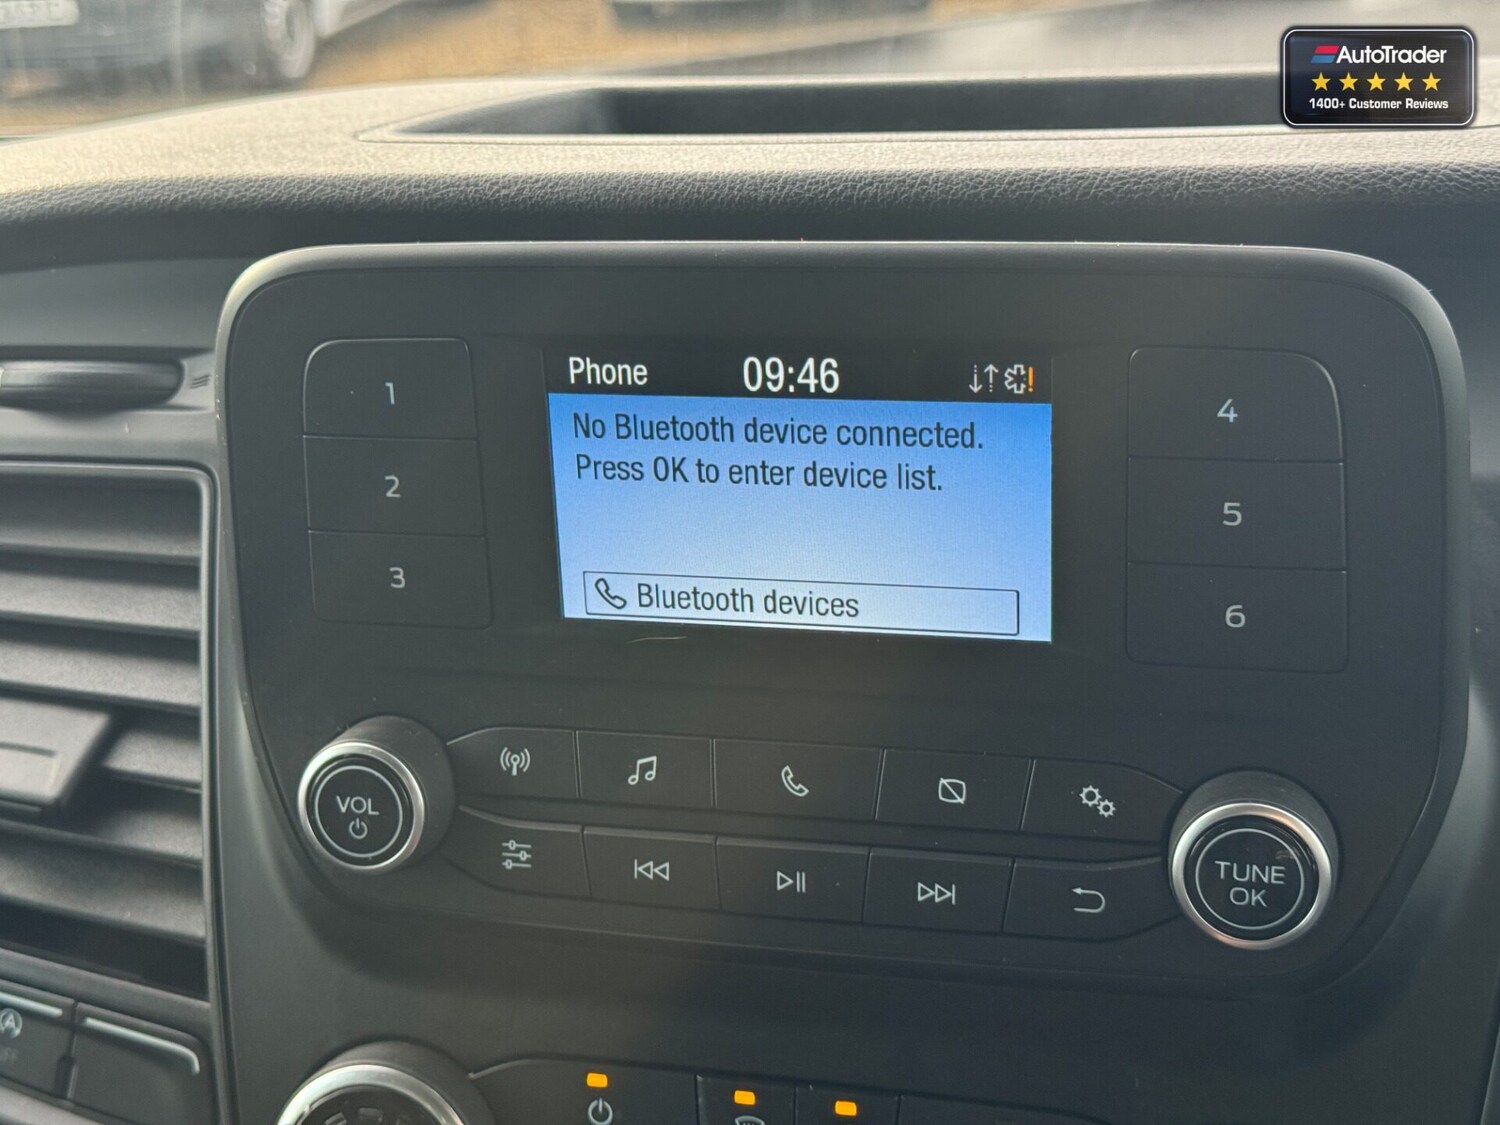 AutoTrader
1400+ Customer Reviews
Phone 09:46
No Bluetooth device connected.
Press OK to enter device list.
Bluetooth devices
1
2
3
4
5
6
VOL
TUNE
OK